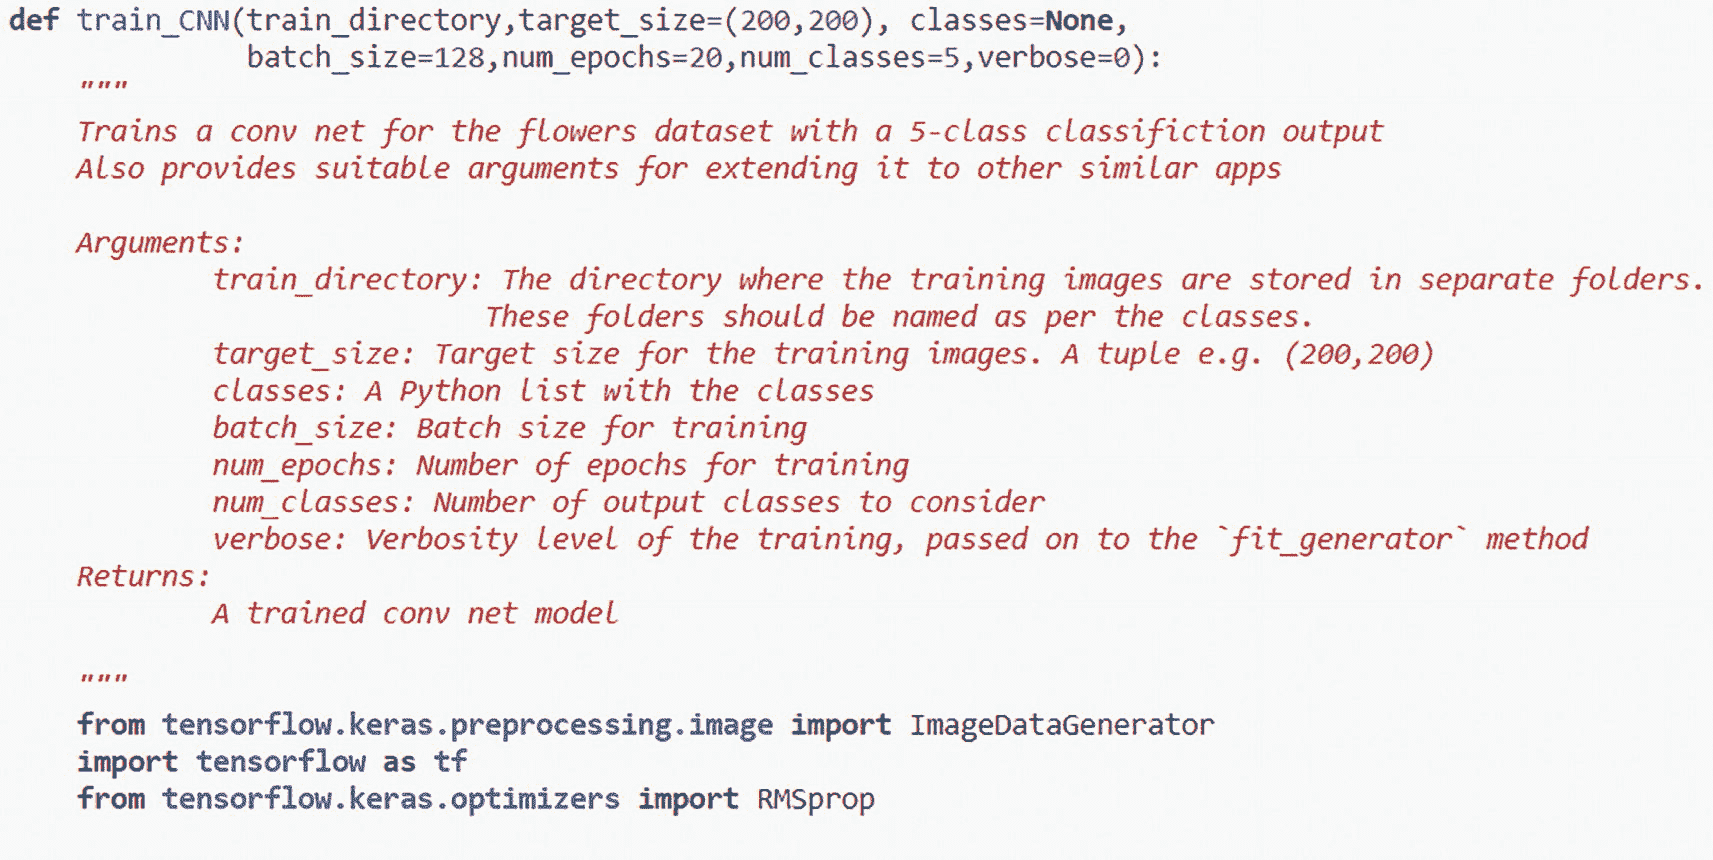 def train_CNN(train_directory,target_size=(200,200), classes=None,
batch_size=128,num_epochs=20,num_classes=5,verbose=0):
"""
Trains a conv net for the flowers dataset with a 5-class classifiction output
Also provides suitable arguments for extending it to other similar apps
Arguments:
train_directory: The directory where the training images are stored in separate folders.
These folders should be named as per the classes.
target_size: Target size for the training images. A tuple e.g. (200,200)
classes: A Python list with the classes
batch_size: Batch size for training
num_epochs: Number of epochs for training
num_classes: Number of output classes to consider
verbose: Verbosity level of the training, passed on to the `fit_generator` method
Returns:
A trained conv net model
"""
from tensorflow.keras.preprocessing.image import ImageDataGenerator
import tensorflow as tf
from tensorflow.keras.optimizers import RMSprop